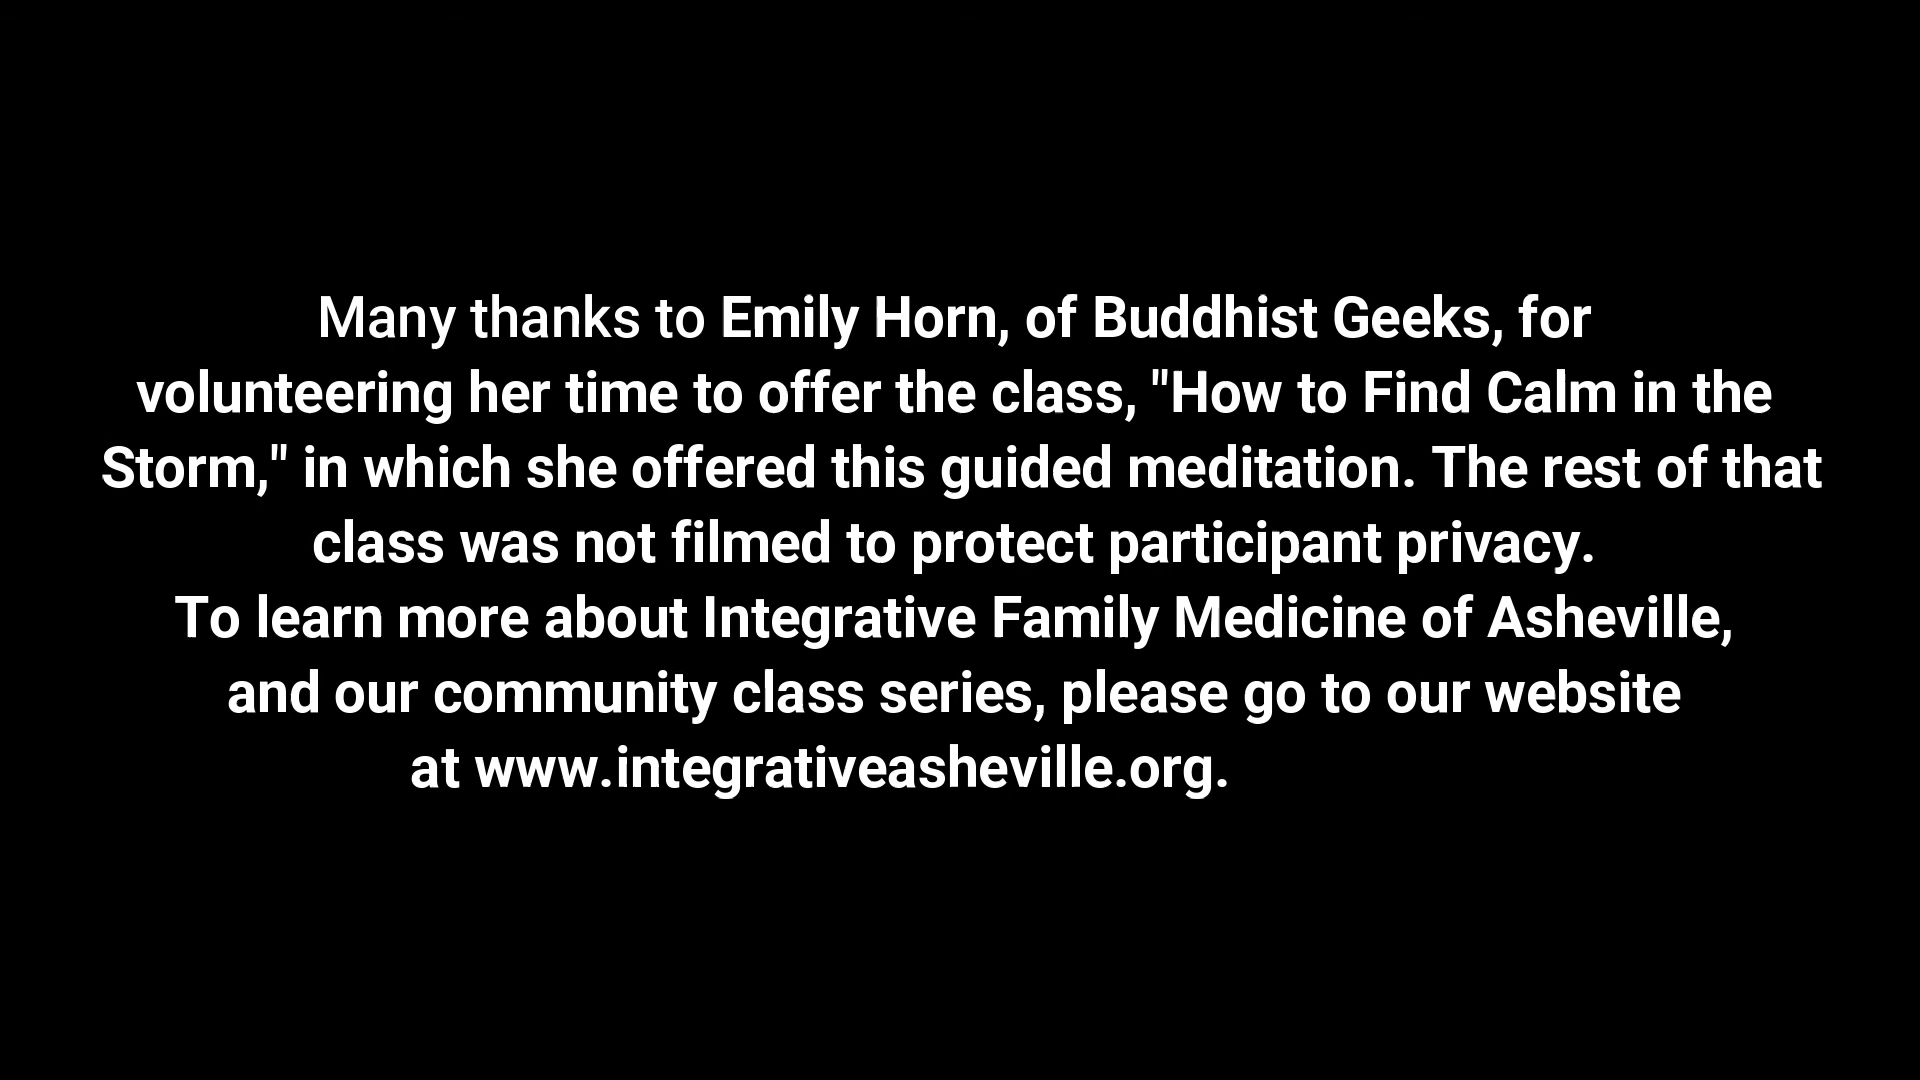 Many thanks to Emily Horn, of Buddhist Geeks, for
volunteering her time to offer the class, "How to Find Calm in the
Storm," in which she offered this guided meditation. The rest of that
class was not filmed to protect participant privacy.
To learn more about Integrative Family Medicine of Asheville,
and our community class series, please go to our website
at www.integrativeasheville.org.